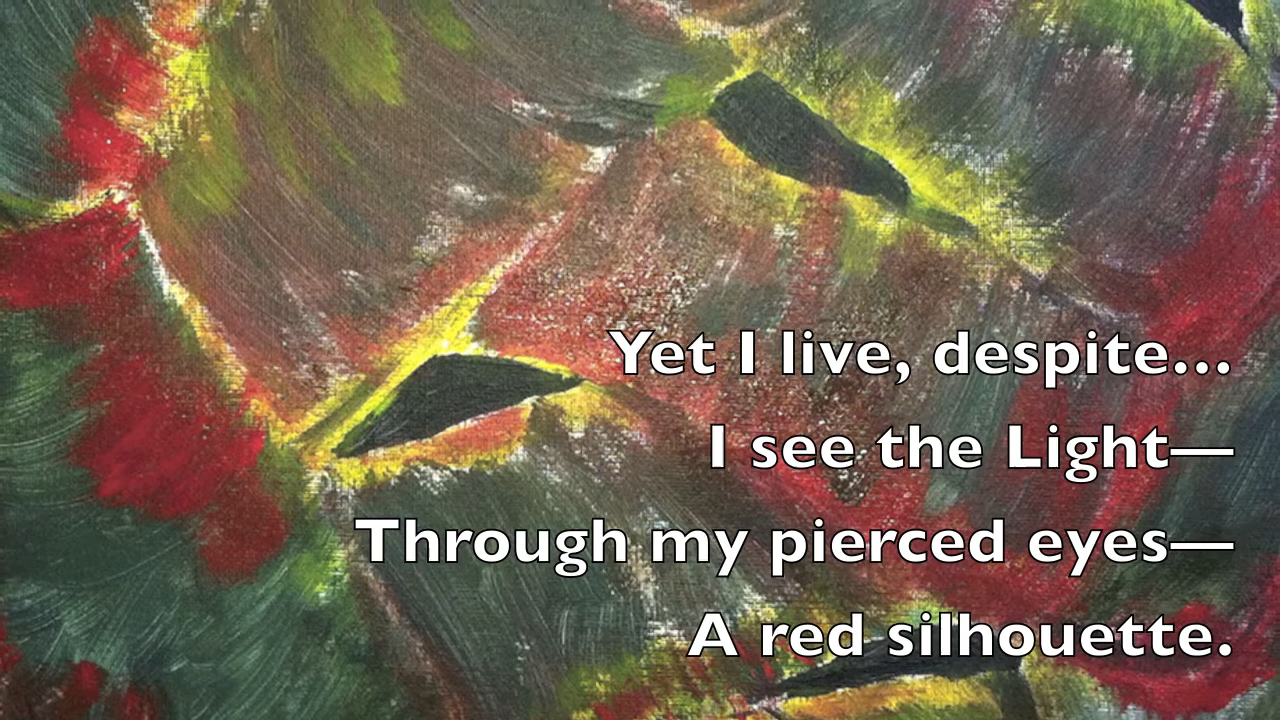 Yet I live, despite...
I see the Light—
Through my pierced eyes—
A red silhouette.